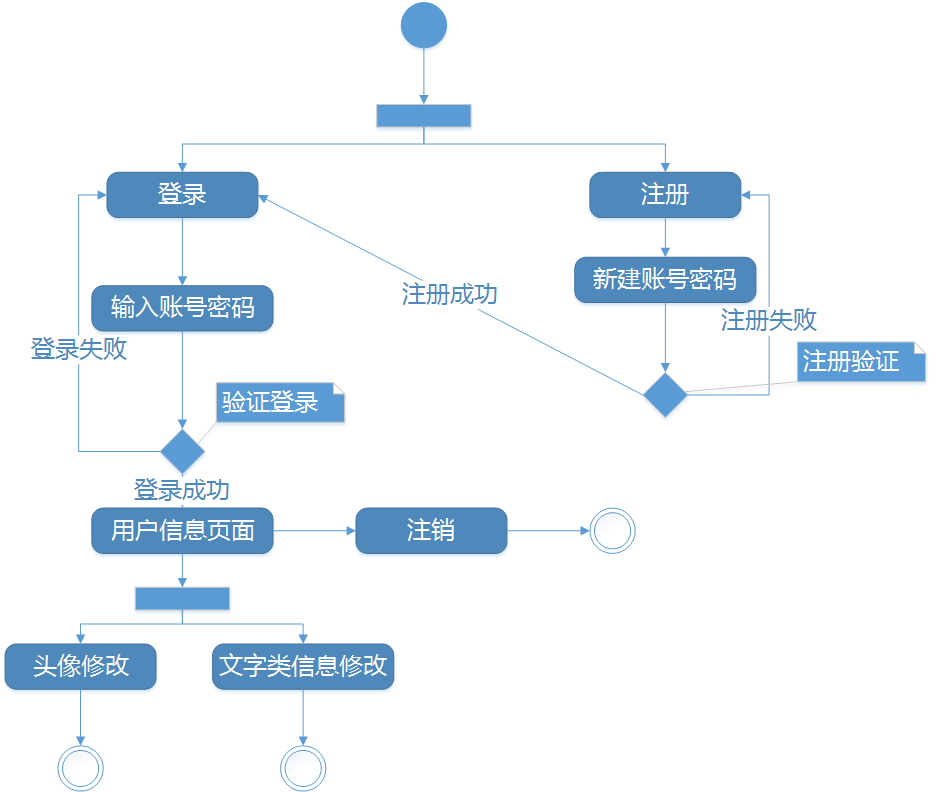 登录
注册
新建账号密码
输入账号密码
注册成功
注册失败
登录失败
注册验证
验证登录
登录成功
用户信息页面
注销
头像修改
文字类信息修改